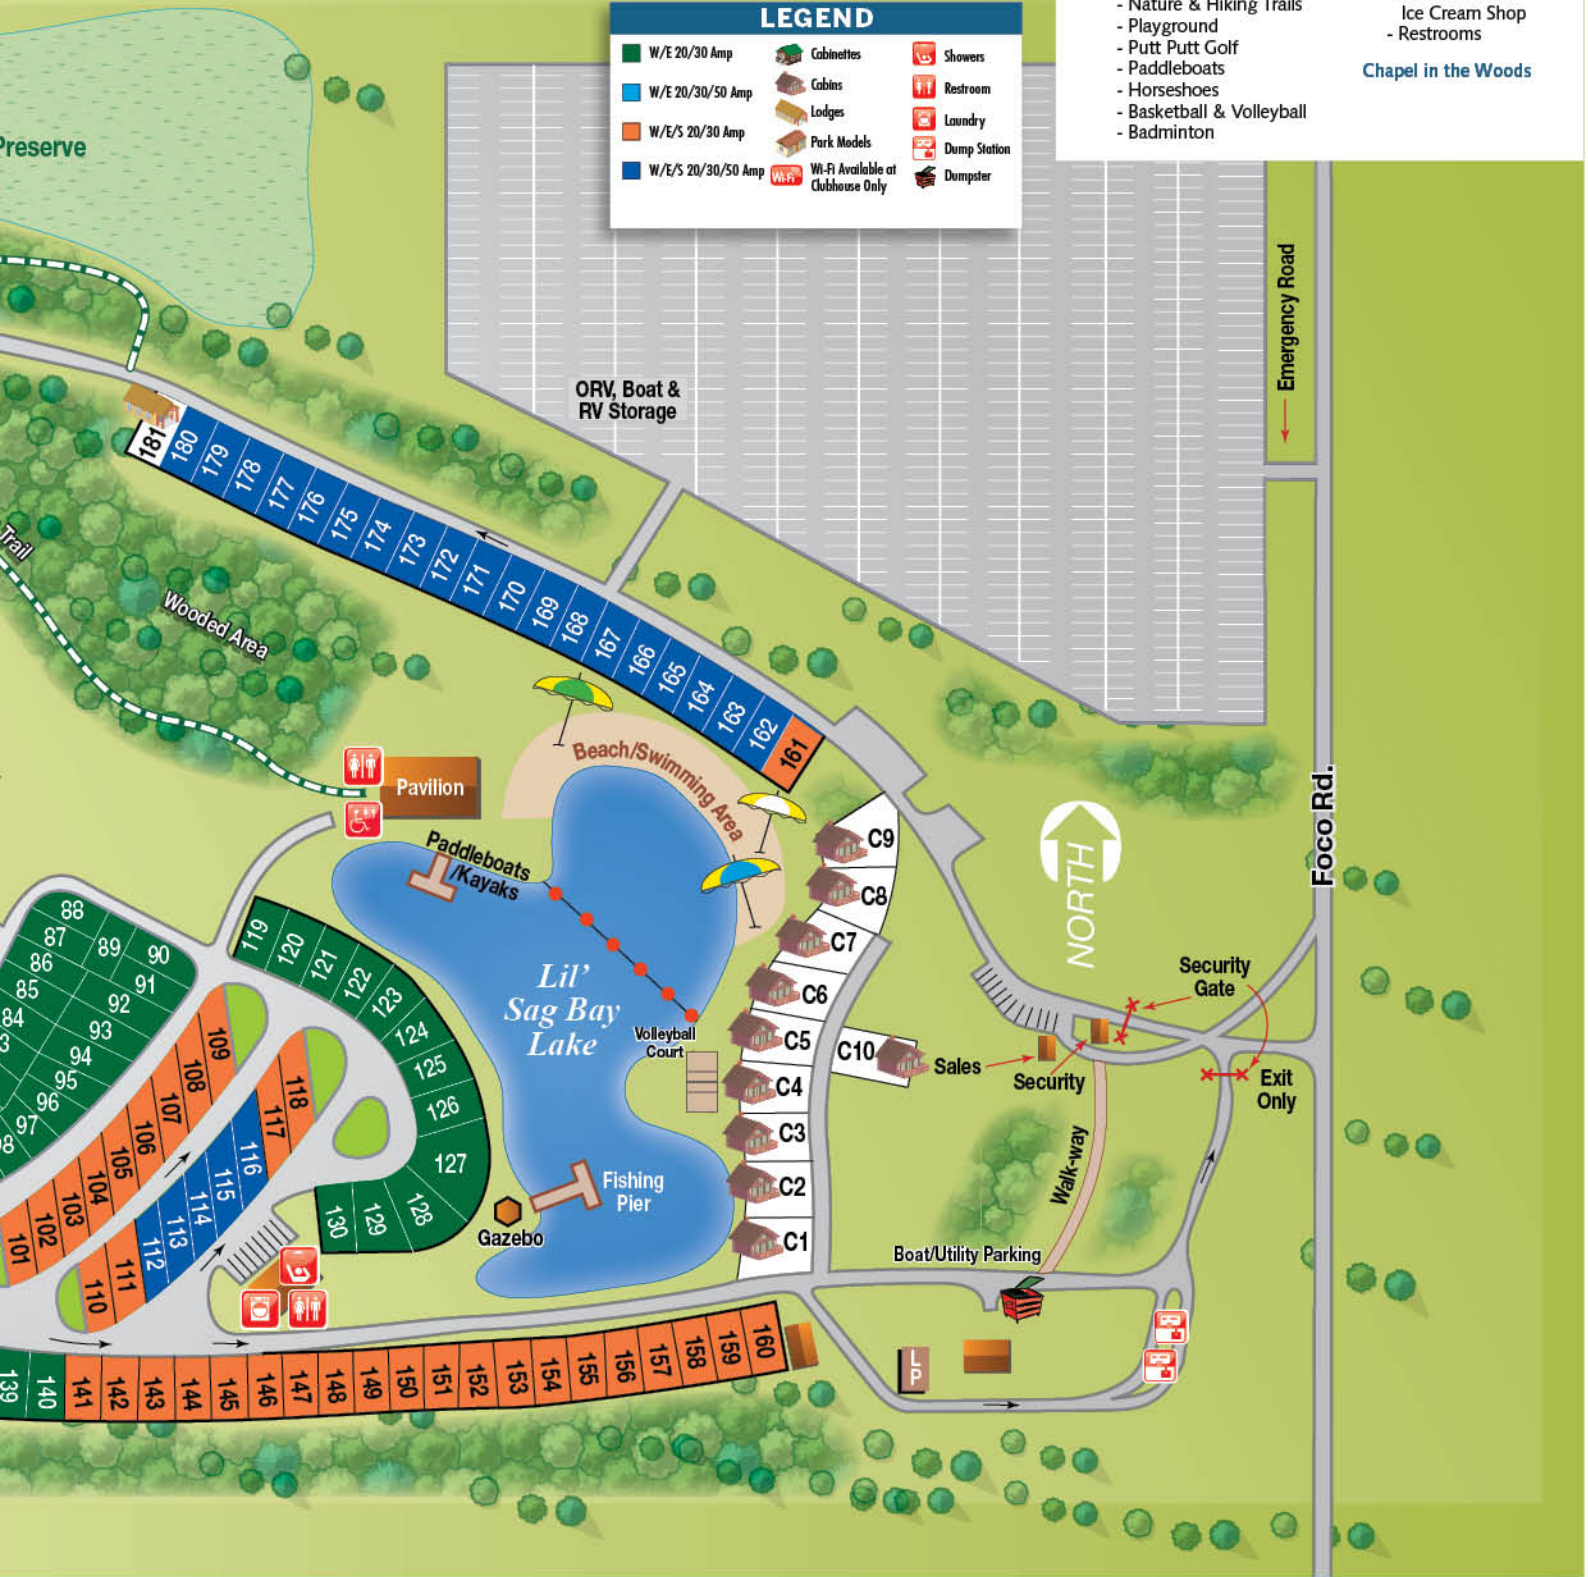 LEGEND
W/E 20/30 Amp
W/E 20/30/50 Amp
W/E/S 20/30 Amp
W/E/S 20/30/50 Amp
Cabinettes
Cabins
Lodges
Park Models
Wi-Fi
Wi-Fi Available at
Clubhouse Only
Showers
Restroom
Laundry
Dump Station
Dumpster
- Nature & Hiking Trails
- Playground
- Putt Putt Golf
- Paddleboats
- Horseshoes
- Basketball & Volleyball
- Badminton
Ice Cream Shop
- Restrooms
Chapel in the Woods
Preserve
Emergency Road
ORV, Boat &
RV Storage
181
180
179
178
177
176
175
174
173
172
171
170
169
168
167
166
165
164
163
162
161
Trail
Wooded Area
Pavilion
Beach/Swimming Area
Paddleboats
/Kayaks
Lil'
Sag Bay
Lake
Volleyball
Court
Fishing
Pier
Gazebo
C9
C8
C7
C6
C5
C4
C3
C2
C1
C10
NORTH
Foco Rd.
Security
Gate
Sales
Security
Exit
Only
Walk-way
Boat/Utility Parking
L
P
88
87
89
90
86
91
85
92
84
93
94
95
96
97
109
108
107
106
105
104
103
102
101
118
117
116
115
114
113
112
111
110
119
120
121
122
123
124
125
126
127
128
129
130
139
140
141
142
143
144
145
146
147
148
149
150
151
152
153
154
155
156
157
158
159
160